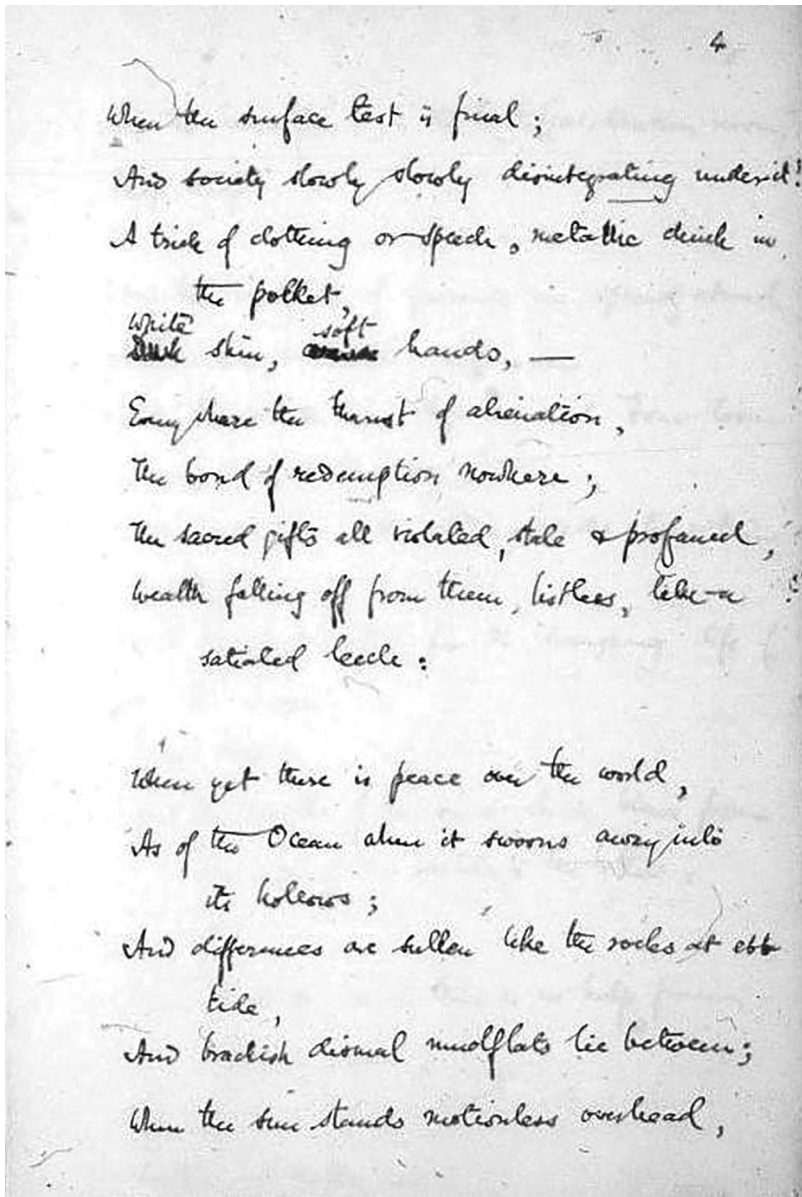 4
When the surface test is final;
And society slowly slowly disintegrating under it!
A trick of clothing or speech, metallic chink in
the pocket,
White soft
skin, hands, —
Everywhere the thrust of alienation,
The bond of redemption nowhere;
The sacred gifts all violated, stale & profaned,
Wealth falling off from them, listless, like a
satiated leech:
When yet there is peace over the world,
As of the Ocean when it swoons away into
its hollows;
And differences are sullen like the rocks at ebb
tide,
And brackish dismal mudflats lie between;
When the sun stands motionless overhead,